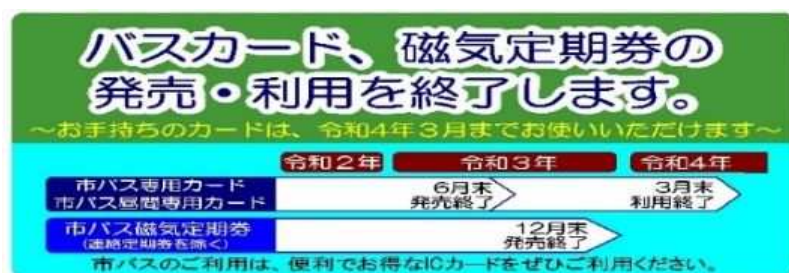 バスカード、磁気定期券の
発売・利用を終了します。
～お手持ちのカードは、令和4年3月までお使いいただけます～
令和2年 令和3年 令和4年
市バス専用カード
市バス昼間専用カード
6月末
発売終了
3月末
利用終了
市バス磁気定期券
(連絡定期券を除く)
12月末
発売終了
市バスのご利用は、便利でお得なICカードをぜひご利用ください。